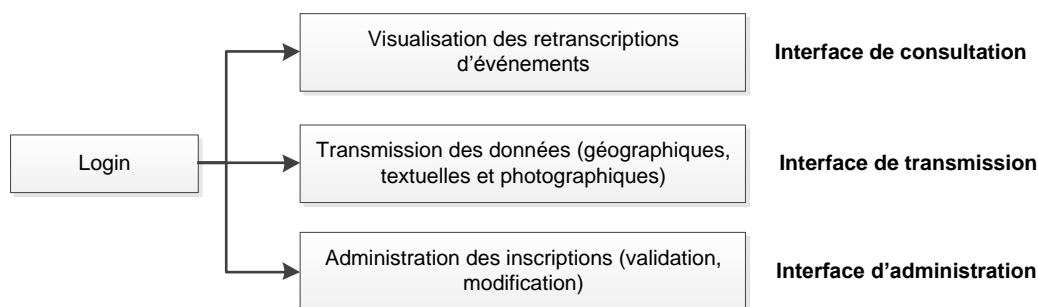 Visualisation des retranscriptions
d’événements
Interface de consultation
Login
Transmission des données (géographiques,
textuelles et photographiques)
Interface de transmission
Administration des inscriptions (validation,
modification)
Interface d’administration